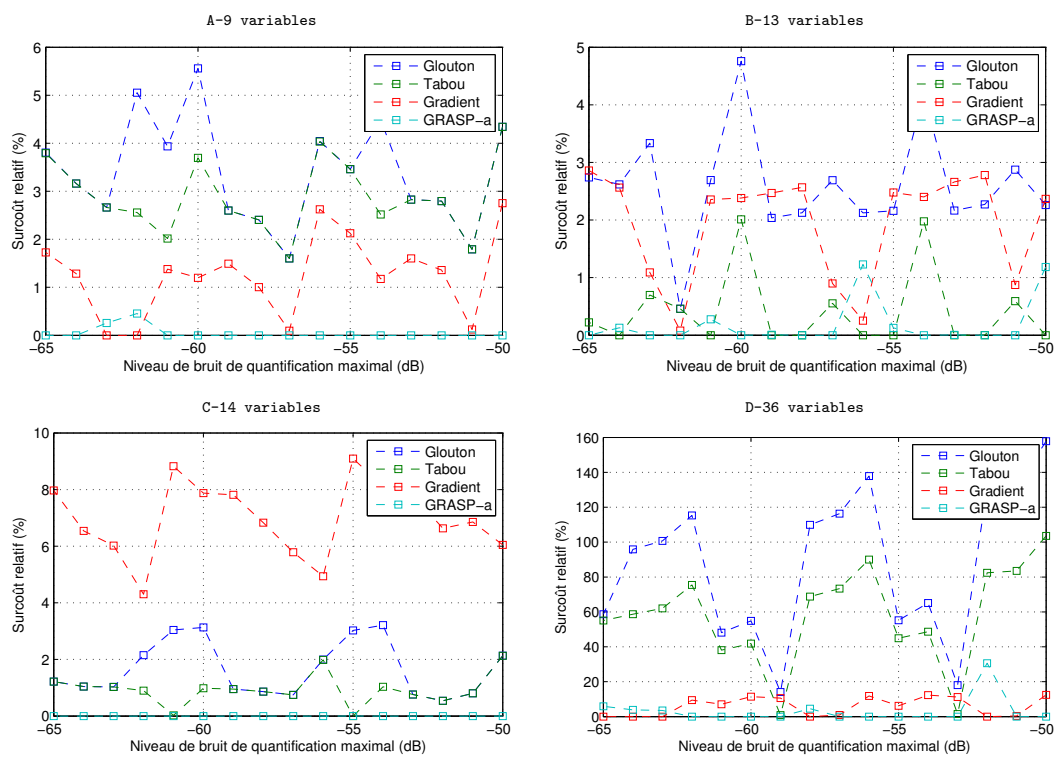 A-9 variables
6
5
4
3
2
1
0
Surcoût relatif (%)
Glouton
Tabou
Gradient
GRASP−a
−65
−60
−55
−50
Niveau de bruit de quantification maximal (dB)
B-13 variables
5
4
3
2
1
0
Surcoût relatif (%)
Glouton
Tabou
Gradient
GRASP−a
−65
−60
−55
−50
Niveau de bruit de quantification maximal (dB)
C-14 variables
10
8
6
4
2
0
Surcoût relatif (%)
Glouton
Tabou
Gradient
GRASP−a
−65
−60
−55
−50
Niveau de bruit de quantification maximal (dB)
D-36 variables
160
140
120
100
80
60
40
20
0
Surcoût relatif (%)
Glouton
Tabou
Gradient
GRASP−a
−65
−60
−55
−50
Niveau de bruit de quantification maximal (dB)